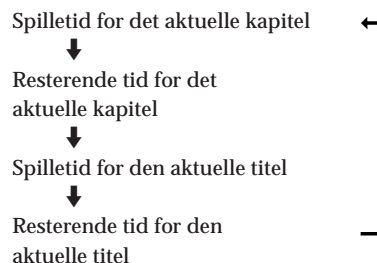 Spilletid for det aktuelle kapitel
Resterende tid for det
aktuelle kapitel
Spilletid for den aktuelle titel
Resterende tid for den
aktuelle titel